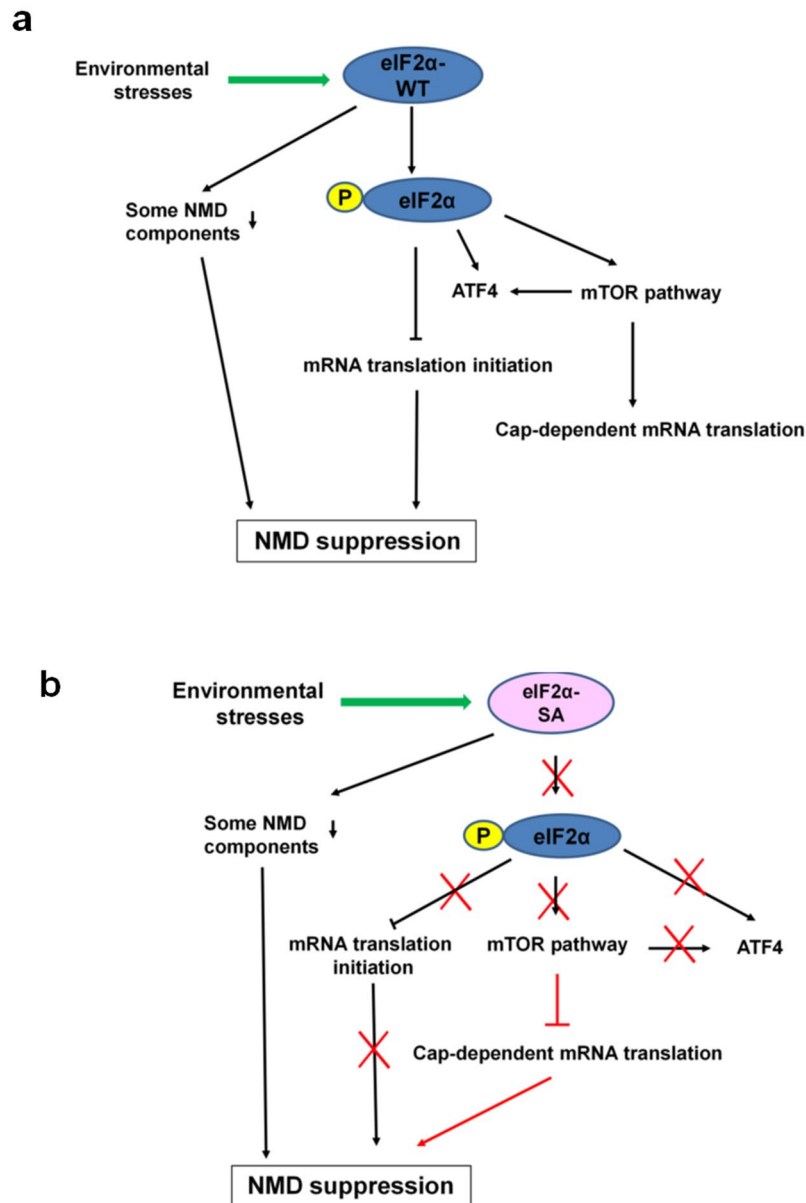 a
Environmental
stresses
eIF2α-
WT
P
eIF2α
Some NMD
components
ATF4
mTOR pathway
mRNA translation initiation
Cap-dependent mRNA translation
NMD suppression
b
Environmental
stresses
eIF2α-
SA
Some NMD
components
P
eIF2α
mRNA translation
initiation
mTOR pathway
ATF4
Cap-dependent mRNA translation
NMD suppression